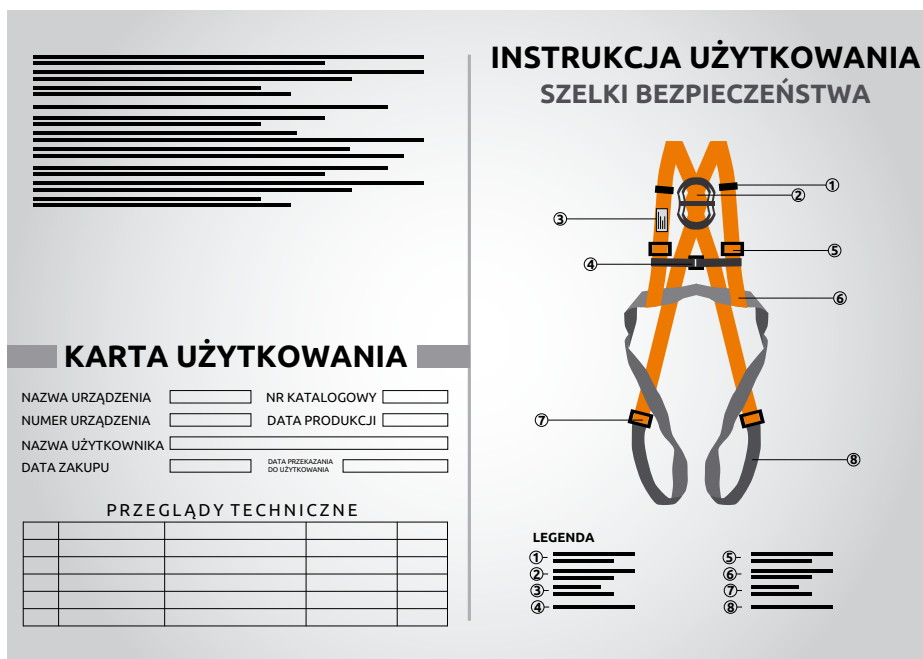 KARTA UŻYTKOWANIA
NAZWA URZĄDZENIA
NR KATALOGOWY
NUMER URZĄDZENIA
DATA PRODUKCJI
NAZWA UŻYTKOWNIKA
DATA ZAKUPU
DATA PRZEKAZANIA
DO UŻYTKOWANIA
PRZEGLĄDY TECHNICZNE
INSTRUKCJA UŻYTKOWANIA
SZELKI BEZPIECZEŃSTWA
1
2
3
4
5
6
7
8
LEGENDA
1
2
3
4
5
6
7
8